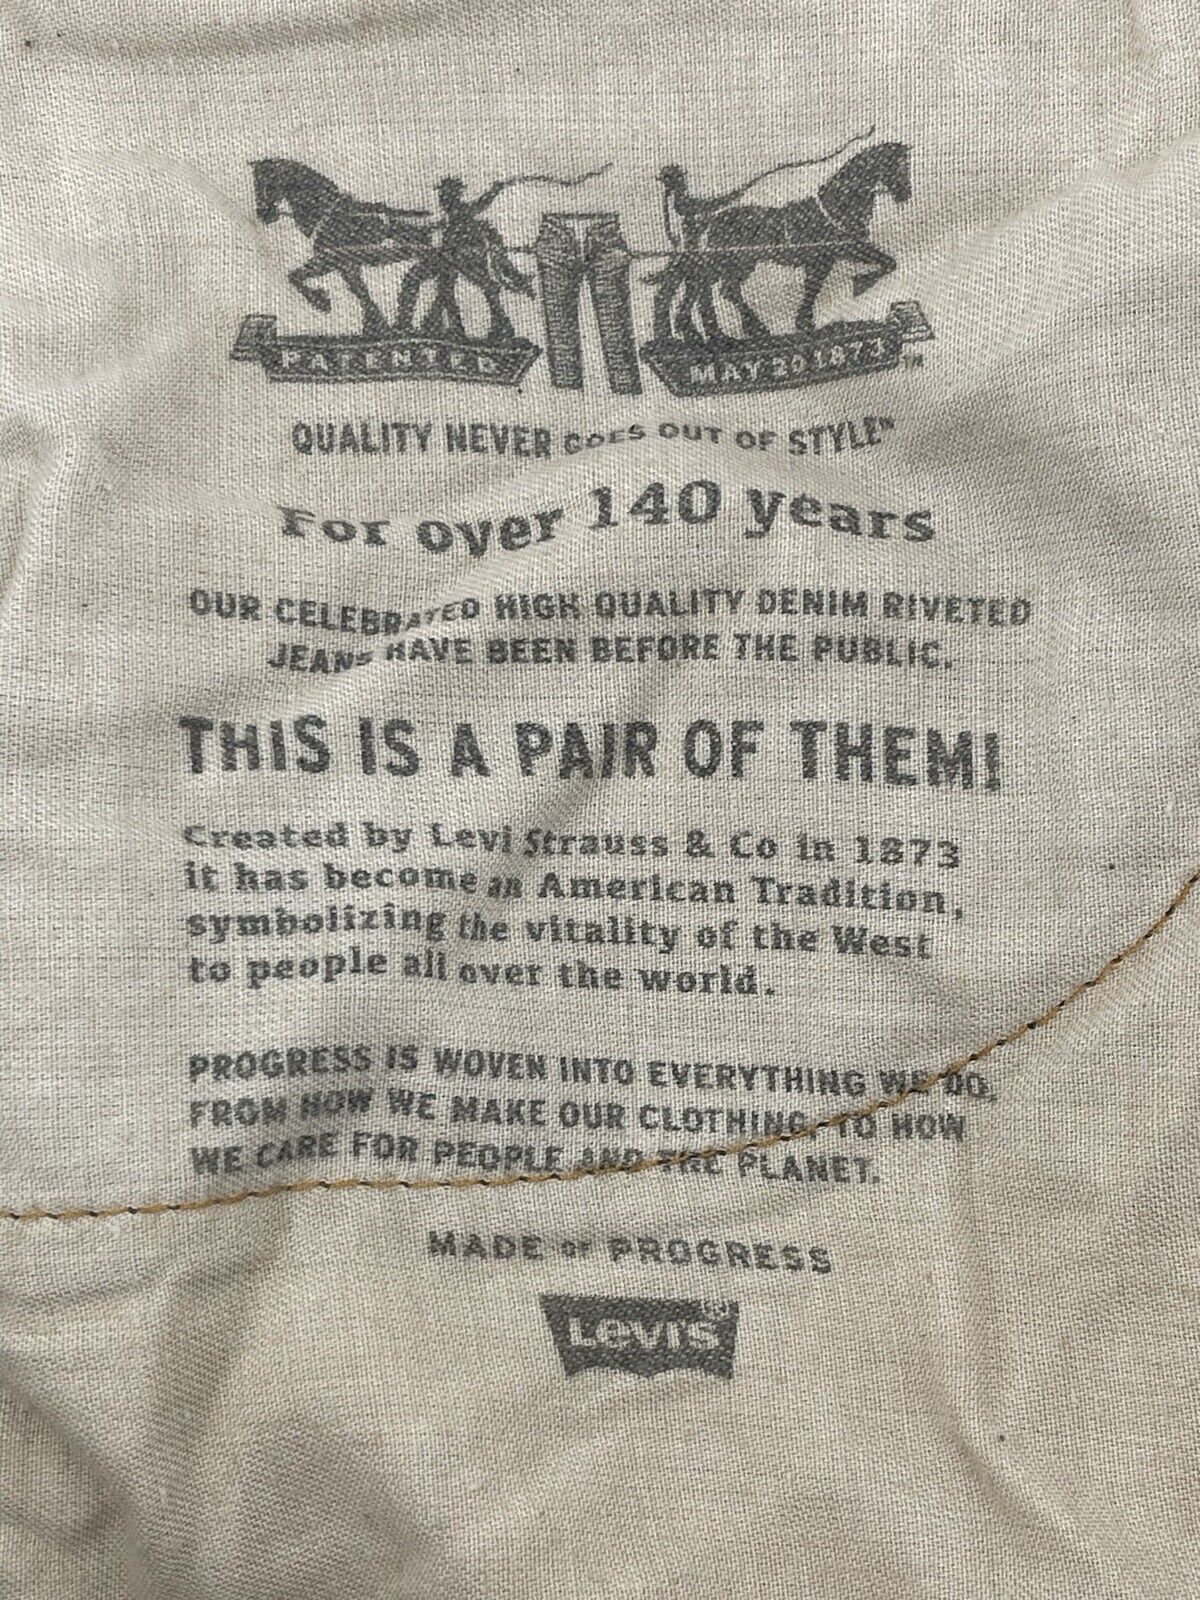 PATENTED MAY 20 1873 ™
QUALITY NEVER GOES OUT OF STYLE™
For over 140 years
OUR CELEBRATED HIGH QUALITY DENIM RIVETED
JEANS HAVE BEEN BEFORE THE PUBLIC.
THIS IS A PAIR OF THEM!
Created by Levi Strauss & Co in 1873
it has become an American Tradition,
symbolizing the vitality of the West
to people all over the world.
PROGRESS IS WOVEN INTO EVERYTHING WE DO,
FROM HOW WE MAKE OUR CLOTHING, TO HOW
WE CARE FOR PEOPLE AND THE PLANET.
MADE OF PROGRESS
Levi's ®